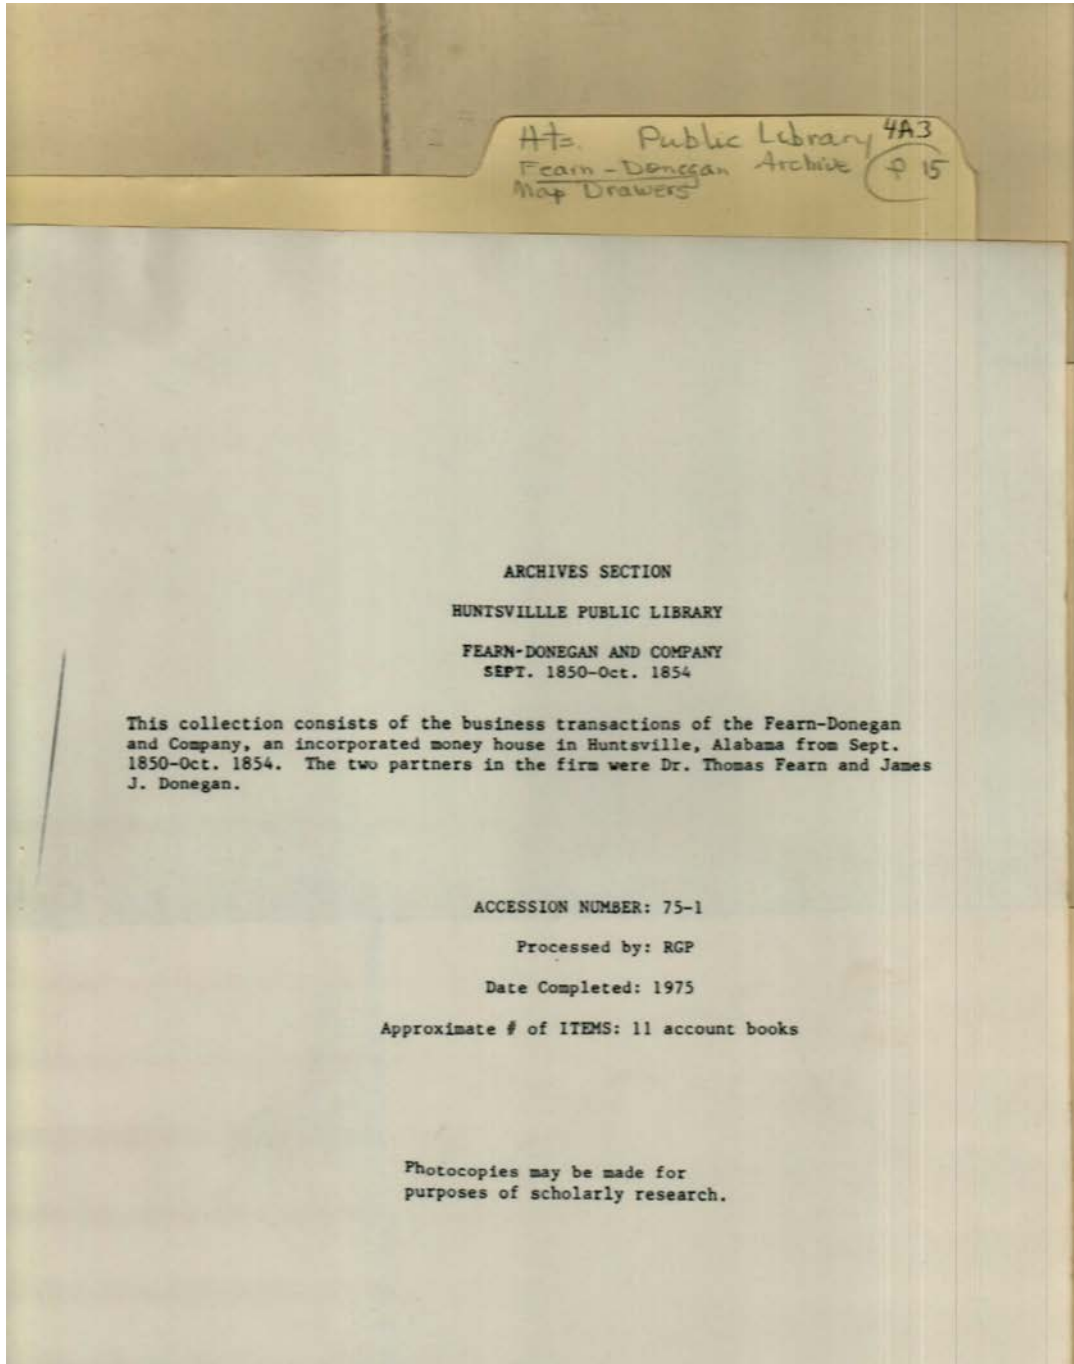 Hts. Public Library 4A3
Fearn-Donegan Archive P 15
Map Drawers
ARCHIVES SECTION
HUNTSVILLLE PUBLIC LIBRARY
FEARN-DONEGAN AND COMPANY
SEPT. 1850-Oct. 1854
This collection consists of the business transactions of the Fearn-Donegan
and Company, an incorporated money house in Huntsville, Alabama from Sept.
1850-Oct. 1854. The two partners in the firm were Dr. Thomas Fearn and James
J. Donegan.
ACCESSION NUMBER: 75-1
Processed by: RGP
Date Completed: 1975
Approximate # of ITEMS: 11 account books
Photocopies may be made for
purposes of scholarly research.